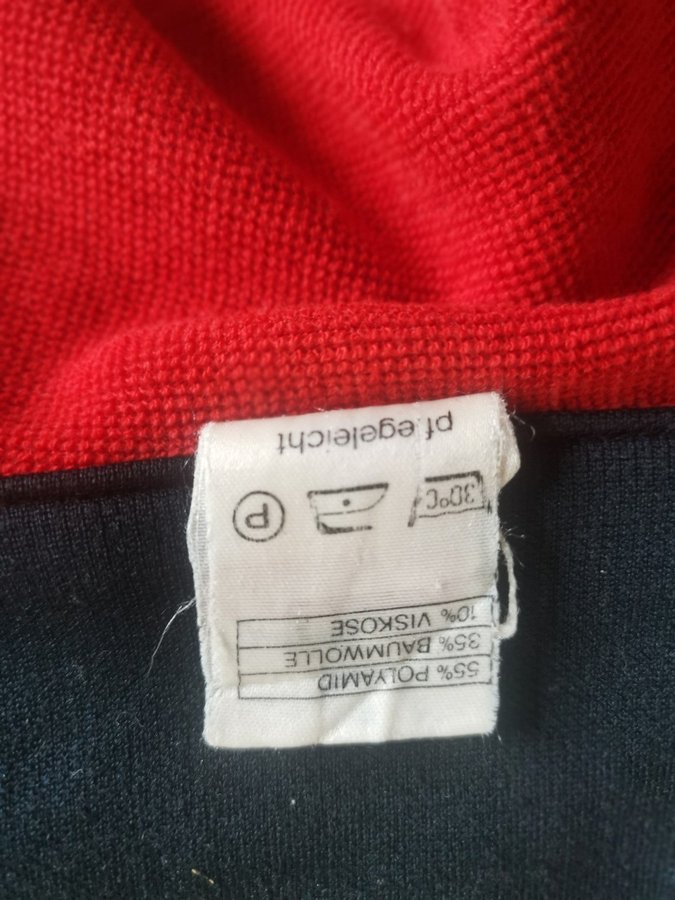 55% POLYAMID
35% BAUMWOLLE
10% VISKOSE
30°C
P
pflegeleicht